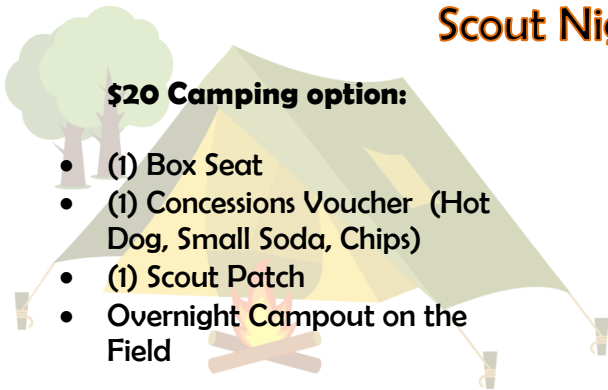 Scout Nig
$20 Camping option:
• (1) Box Seat
• (1) Concessions Voucher (Hot
Dog, Small Soda, Chips)
• (1) Scout Patch
• Overnight Campout on the
Field